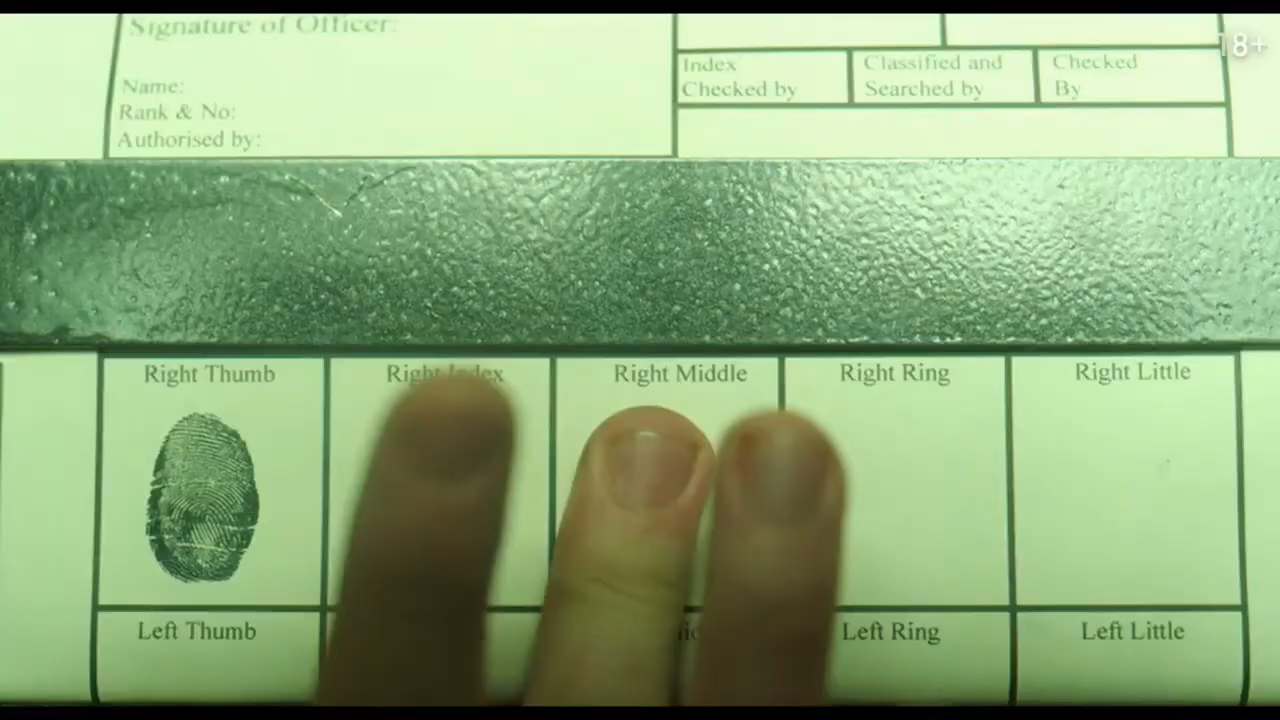 Signature of Officer:
18+
Name:
Rank & No:
Authorised by:
Index
Checked by
Classified and
Searched by
Checked
By
Right Thumb
Right Index
Right Middle
Right Ring
Right Little
Left Thumb
Left Ring
Left Little